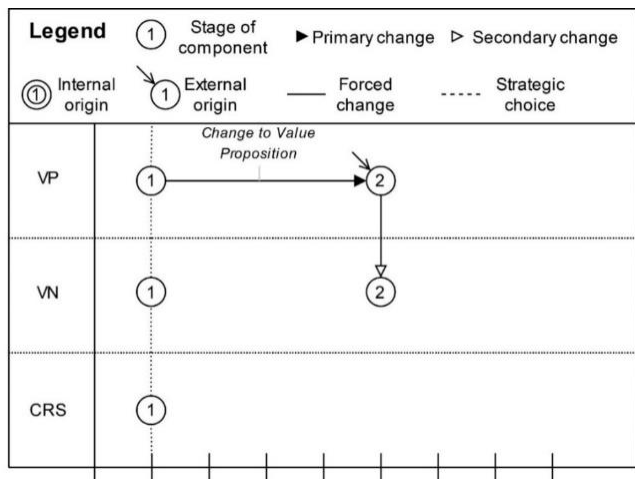 Legend
1 Stage of component
Primary change
Secondary change
1 Internal origin
1 External origin
Forced change
Strategic choice
Change to Value
Proposition
VP
1
2
VN
1
2
CRS
1